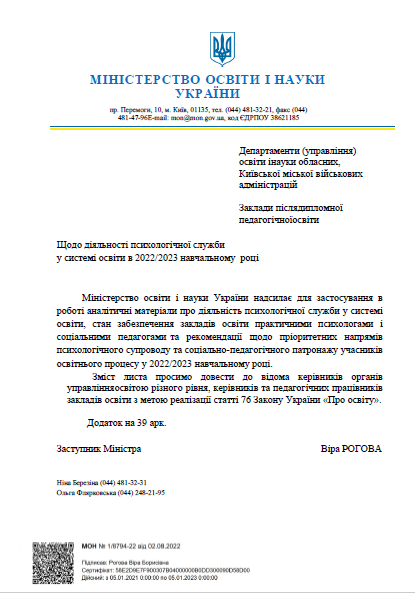 МІНІСТЕРСТВО ОСВІТИ І НАУКИ
УКРАЇНИ
пр. Перемоги, 10, м. Київ, 01135, тел. (044) 481-32-21, факс (044)
481-47-96E-mail: mon@mon.gov.ua, код ЄДРПОУ 38621185
Департаменти (управління)
освіти інауки обласних,
Київської міської військових
адміністрацій
Заклади післядипломної
педагогічноїосвіти
Щодо діяльності психологічної служби
у системі освіти в 2022/2023 навчальному році
Міністерство освіти і науки України надсилає для застосування в
роботі аналітичні матеріали про діяльність психологічної служби у системі
освіти, стан забезпечення закладів освіти практичними психологами і
соціальними педагогами та рекомендації щодо пріоритетних напрямів
психологічного супроводу та соціально-педагогічного патронажу учасників
освітнього процесу у 2022/2023 навчальному році.
Зміст листа просимо довести до відома керівників органів
управлінняосвітою різного рівня, керівників та педагогічних працівників
закладів освіти з метою реалізації статті 76 Закону України «Про освіту».
Додаток на 39 арк.
Заступник Міністра Віра РОГОВА
Ніна Березіна (044) 481-32-31
Ольга Флярковська (044) 248-21-95
МОН № 1/8794-22 від 02.08.2022
Підписав: Рогова Віра Борисівна
Сертифікат: 58E2D9E7F900307B04000000B0DD300090D58D00
Дійсний: з 05.01.2021 0:00:00 по 05.01.2023 0:00:00